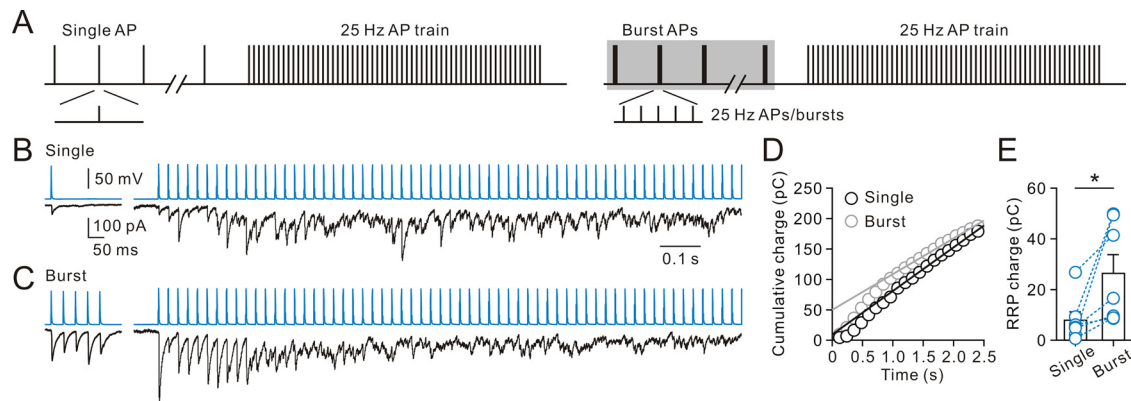 A
Single AP
25 Hz AP train
Burst APs
25 Hz AP train
25 Hz APs/bursts
B
Single
50 mV
100 pA
50 ms
0.1 s
C
Burst
D
Cumulative charge (pC)
250
200
150
100
50
0
Single
Burst
0 0.5 1.0 1.5 2.0 2.5
Time (s)
E
RRP charge (pC)
60
40
20
0
*
Single
Burst